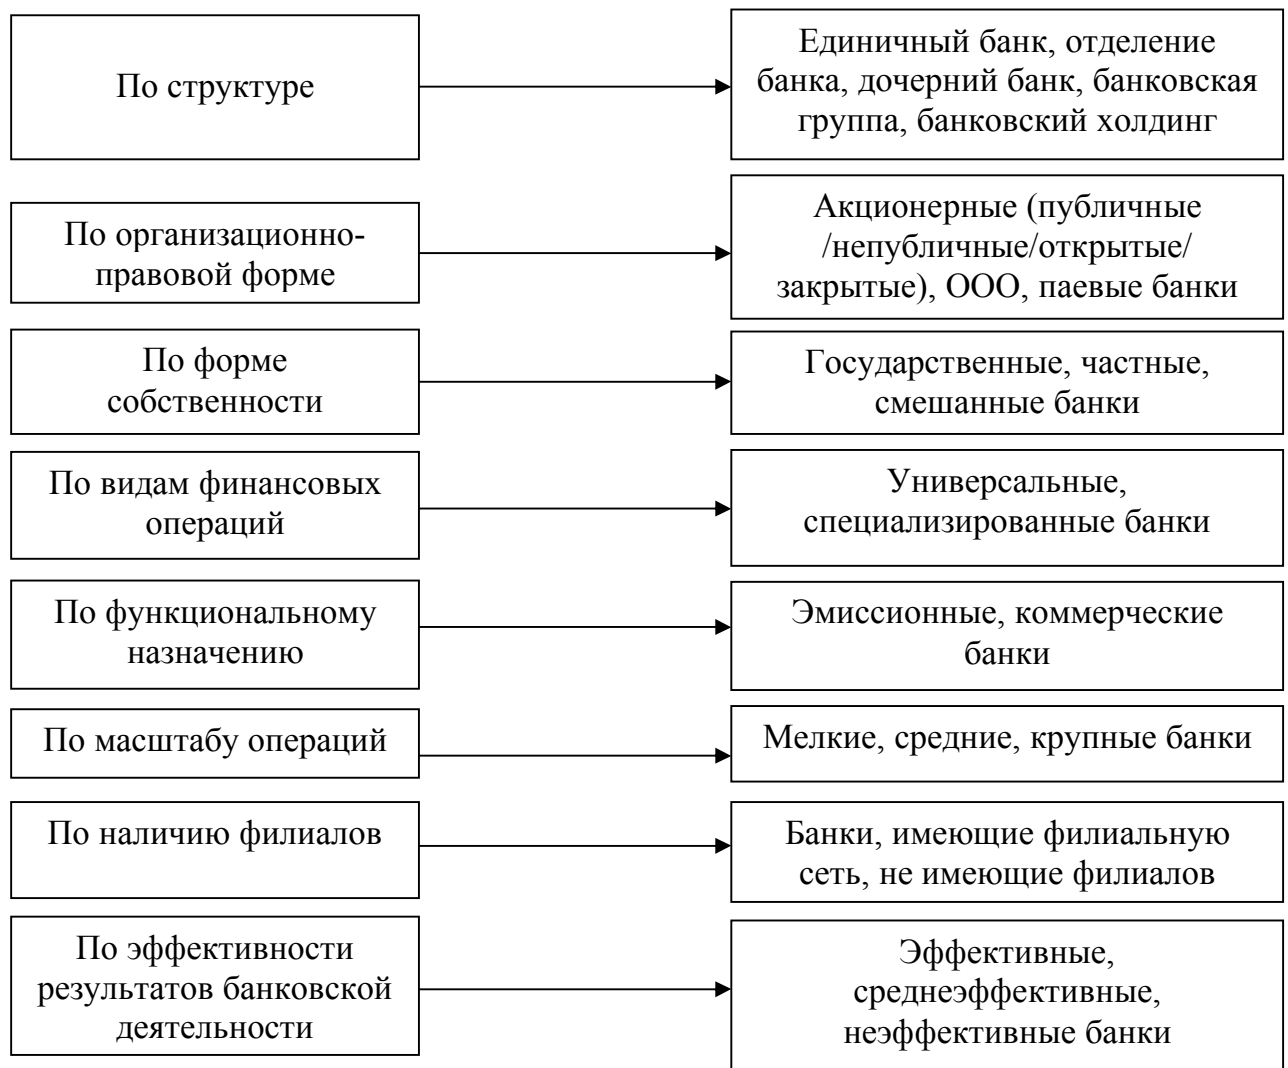 По структуре
Единичный банк, отделение
банка, дочерний банк, банковская
группа, банковский холдинг
По организационно-
правовой форме
Акционерные (публичные
/непубличные/открытые/
закрытые), ООО, паевые банки
По форме
собственности
Государственные, частные,
смешанные банки
По видам финансовых
операций
Универсальные,
специализированные банки
По функциональному
назначению
Эмиссионные, коммерческие
банки
По масштабу операций
Мелкие, средние, крупные банки
По наличию филиалов
Банки, имеющие филиальную
сеть, не имеющие филиалов
По эффективности
результатов банковской
деятельности
Эффективные,
среднеэффективные,
неэффективные банки